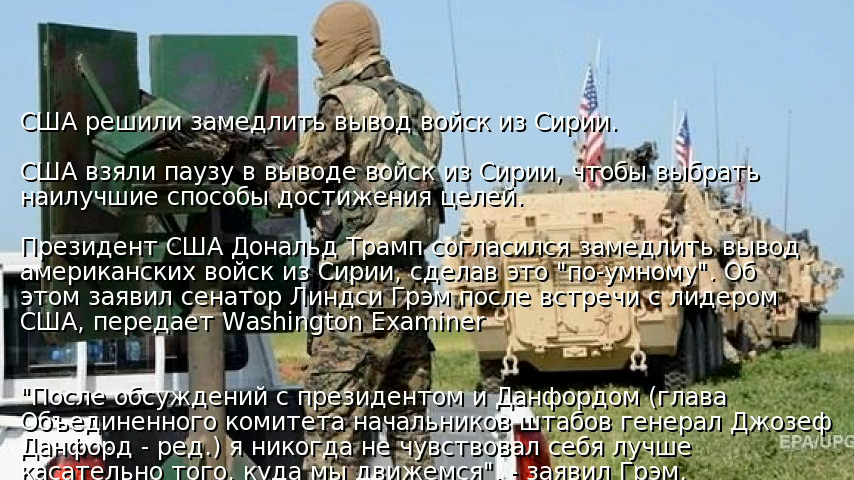 США решили замедлить вывод войск из Сирии.
США взяли паузу в выводе войск из Сирии, чтобы выбрать
наилучшие способы достижения целей.
Президент США Дональд Трамп согласился замедлить вывод
американских войск из Сирии, сделав это "по-умному". Об
этом заявил сенатор Линдси Грэм после встречи с лидером
США, передает Washington Examiner
"После обсуждений с президентом и Данфордом (глава
Объединенного комитета начальников штабов генерал Джозеф
Данфорд - ред.) я никогда не чувствовал себя лучше
касательно того, куда мы движемся", - заявил Грэм.
EPA/UPG